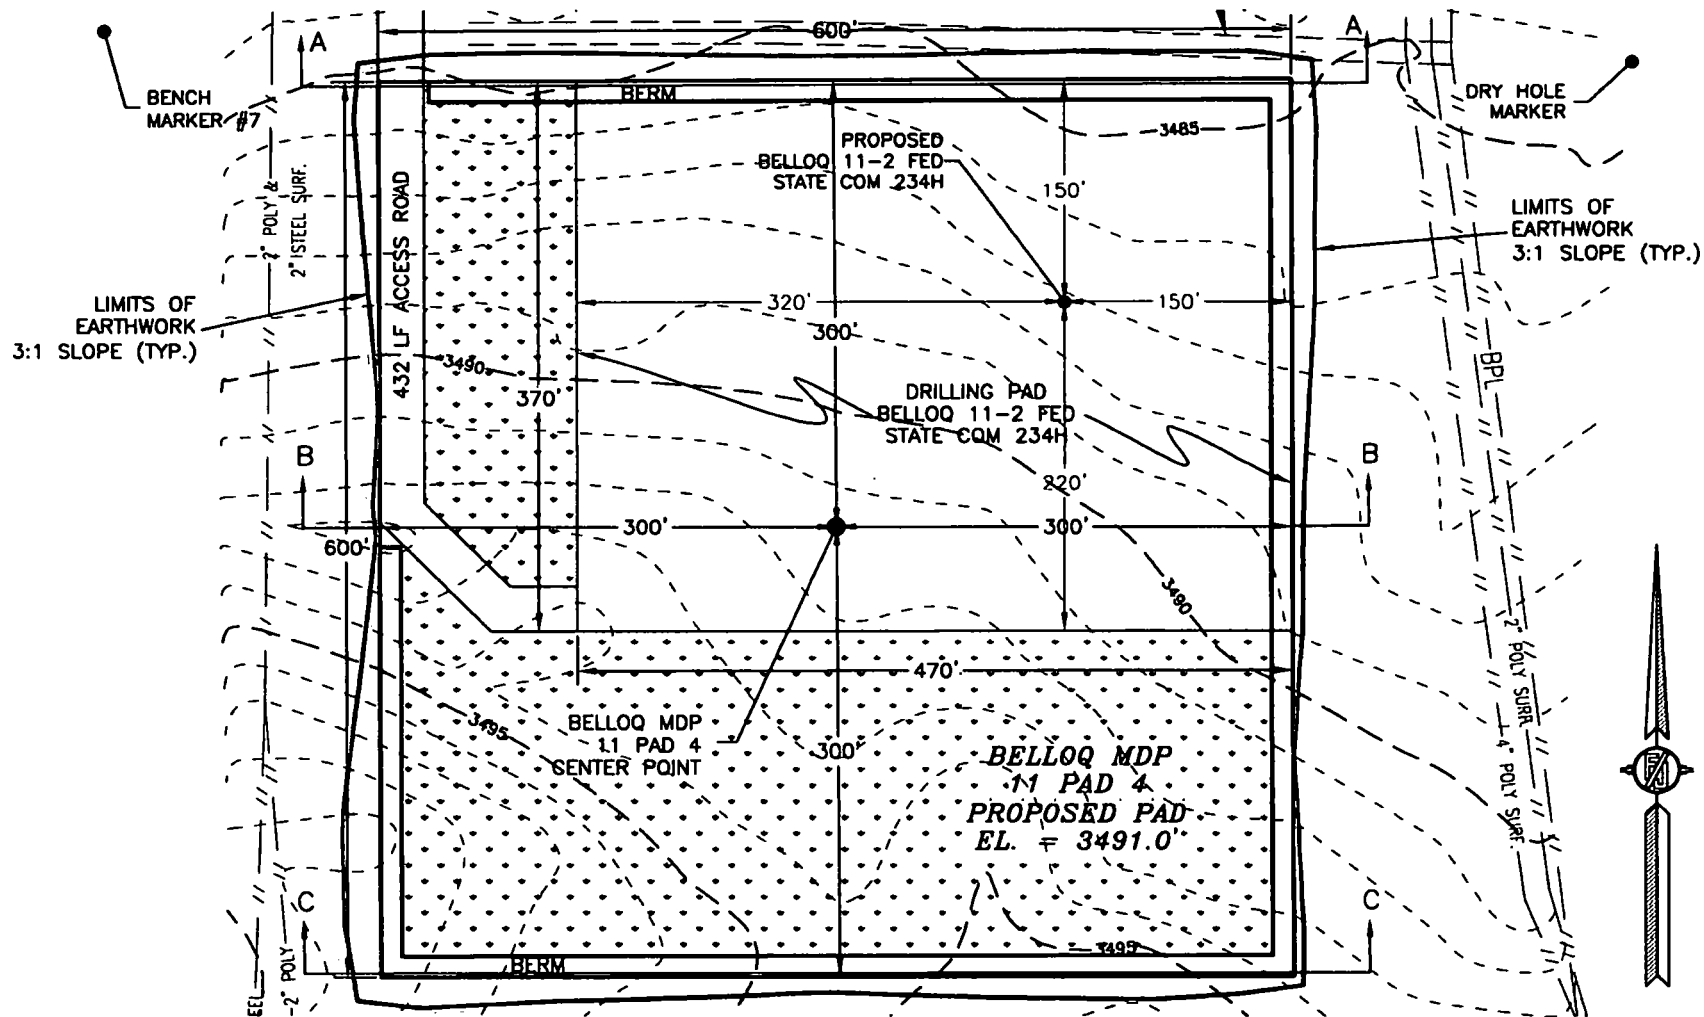 600'
A
A
BENCH
MARKER #7
BERM
DRY HOLE
MARKER
3485
PROPOSED
BELLOQ 11-2 FED
STATE COM 234H
150'
2" POLY &
2" STEEL SURF.
432 LF ACCESS ROAD
LIMITS OF
EARTHWORK
3:1 SLOPE (TYP.)
LIMITS OF
EARTHWORK
3:1 SLOPE (TYP.)
320'
150'
300'
3490
370'
DRILLING PAD
BELLOQ 11-2 FED
STATE COM 234H
BPL
B
B
220'
300'
300'
600'
3490
470'
2" POLY SURF.
4" POLY SURF.
3495
BELLOQ MDP
11 PAD 4
CENTER POINT
300'
BELLOQ MDP
11 PAD 4
PROPOSED PAD
EL. = 3491.0'
C
C
3495
BERM
2" POLY